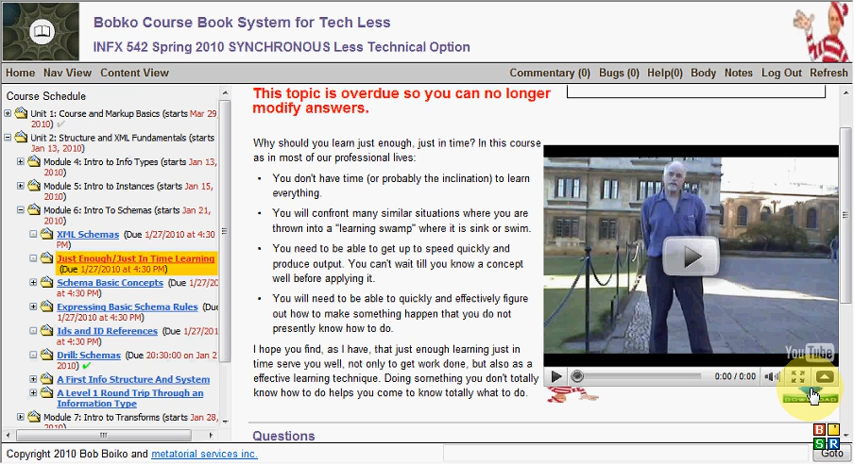 Bobko Course Book System for Tech Less
INFX 542 Spring 2010 SYNCHRONOUS Less Technical Option
Home Nav View Content View Commentary (0) Bugs (0) Help(0) Body Notes Log Out Refresh
Course Schedule
Unit 1: Course and Markup Basics (starts Mar 29,
2010)
Unit 2: Structure and XML Fundamentals (starts
Jan 13, 2010)
Module 4: Intro to Info Types (starts Jan 13,
2010)
Module 5: Intro to Instances (starts Jan 15,
2010)
Module 6: Intro To Schemas (starts Jan 21,
2010)
XML Schemas (Due 1/27/2010 at 4:30
PM)
Just Enough/Just In Time Learning
(Due 1/27/2010 at 4:30 PM)
Schema Basic Concepts (Due 1/27/2010
at 4:30 PM)
Expressing Basic Schema Rules (Due
1/27/2010 at 4:30 PM)
Ids and ID References (Due 1/27/2010
at 4:30 PM)
Drill: Schemas (Due 20:30:00 on Jan 2
2010)
A First Info Structure And System
A Level 1 Round Trip Through an
Information Type
Module 7: Intro to Transforms (starts Jan 28,
2010)
This topic is overdue so you can no longer
modify answers.
Why should you learn just enough, just in time? In this course
as in most of our professional lives:
• You don't have time (or probably the inclination) to learn
everything.
• You will confront many similar situations where you are
thrown into a "learning swamp" where it is sink or swim.
• You need to be able to get up to speed quickly and
produce output. You can't wait till you know a concept
well before applying it.
• You will need to be able to quickly and effectively figure
out how to make something happen that you do not
presently know how to do.
I hope you find, as I have, that just enough learning just in
time serve you well, not only to get work done, but also as a
effective learning technique. Doing something you don't totally
know how to do helps you come to know totally what to do.
YouTube
0:00 / 0:00
DOWNLOAD
Questions
B S R
Copyright 2010 Bob Boiko and metatorial services inc.
Goto